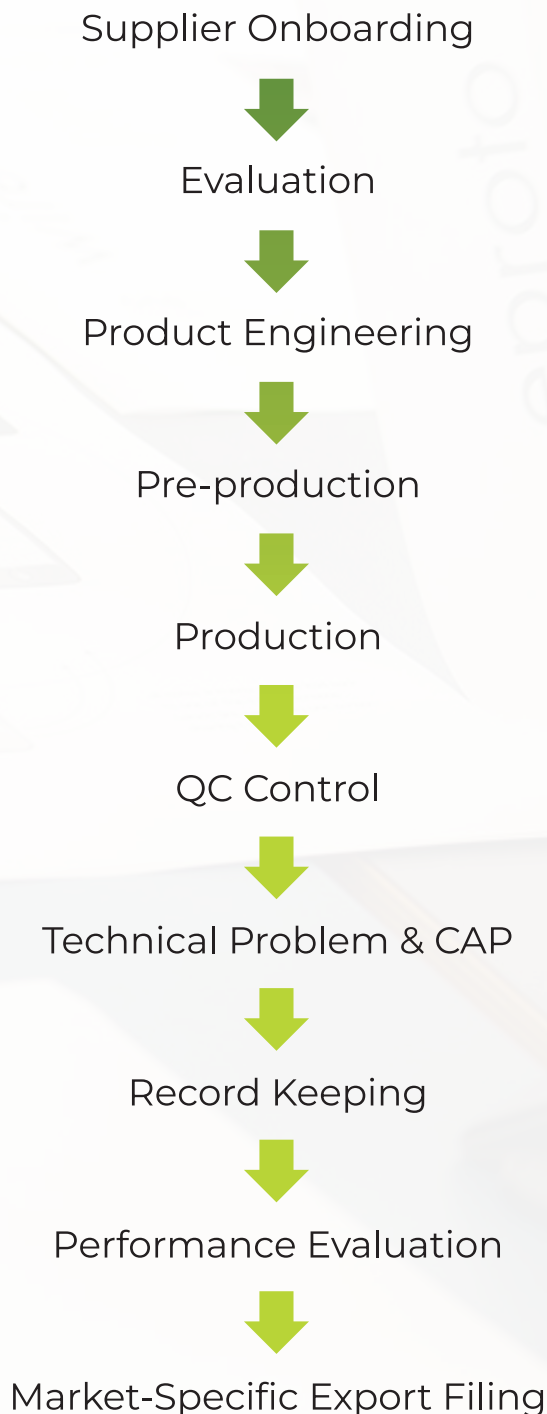 Supplier Onboarding
Evaluation
Product Engineering
Pre-production
Production
QC Control
Technical Problem & CAP
Record Keeping
Performance Evaluation
Market-Specific Export Filing